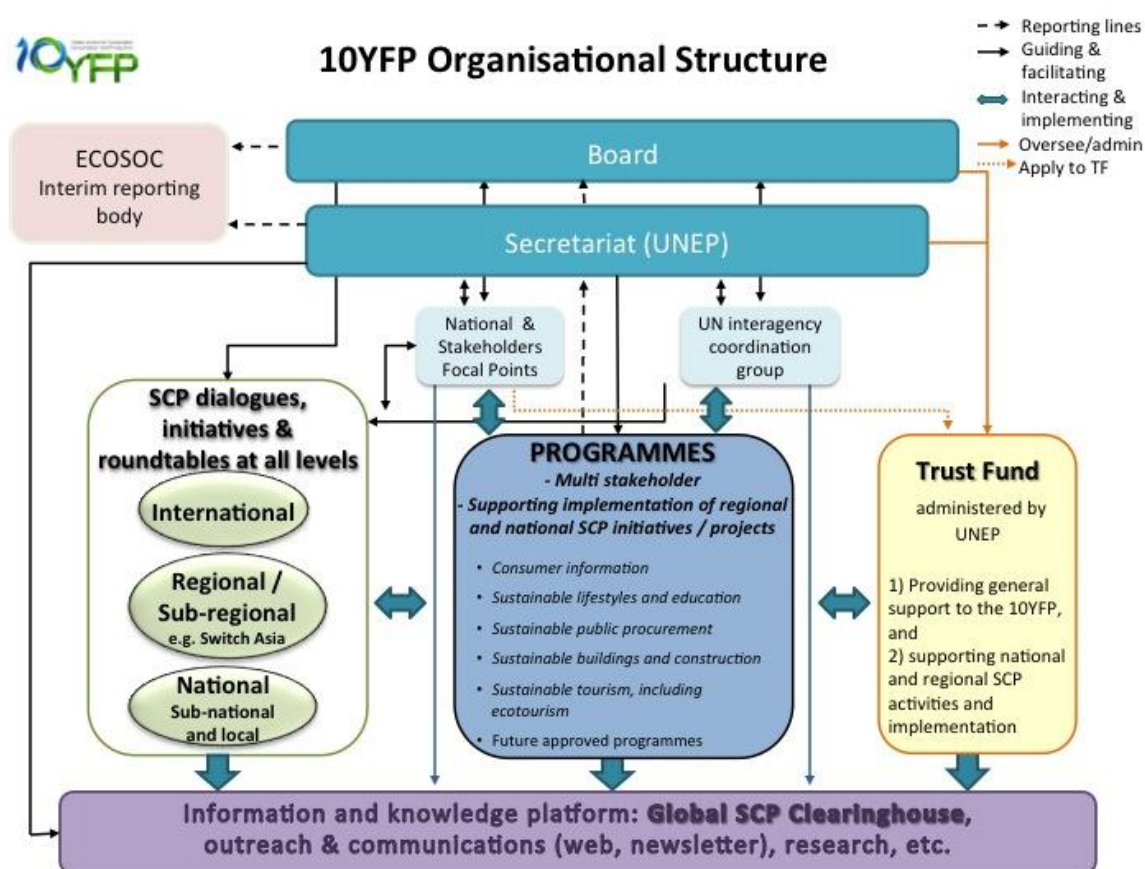 10YFP
10YFP Organisational Structure
Reporting lines
Guiding &
facilitating
Interacting &
implementing
Oversee/admin
Apply to TF
ECOSOC
Interim reporting
body
Board
Secretariat (UNEP)
National &
Stakeholders
Focal Points
UN interagency
coordination
group
SCP dialogues,
initiatives &
roundtables at all levels
International
Regional /
Sub-regional
e.g. Switch Asia
National
Sub-national
and local
PROGRAMMES
- Multi stakeholder
- Supporting implementation of regional
and national SCP initiatives / projects
• Consumer information
• Sustainable lifestyles and education
• Sustainable public procurement
• Sustainable buildings and construction
• Sustainable tourism, including
ecotourism
• Future approved programmes
Trust Fund
administered by
UNEP
1) Providing general
support to the 10YFP,
and
2) supporting national
and regional SCP
activities and
implementation
Information and knowledge platform: Global SCP Clearinghouse,
outreach & communications (web, newsletter), research, etc.